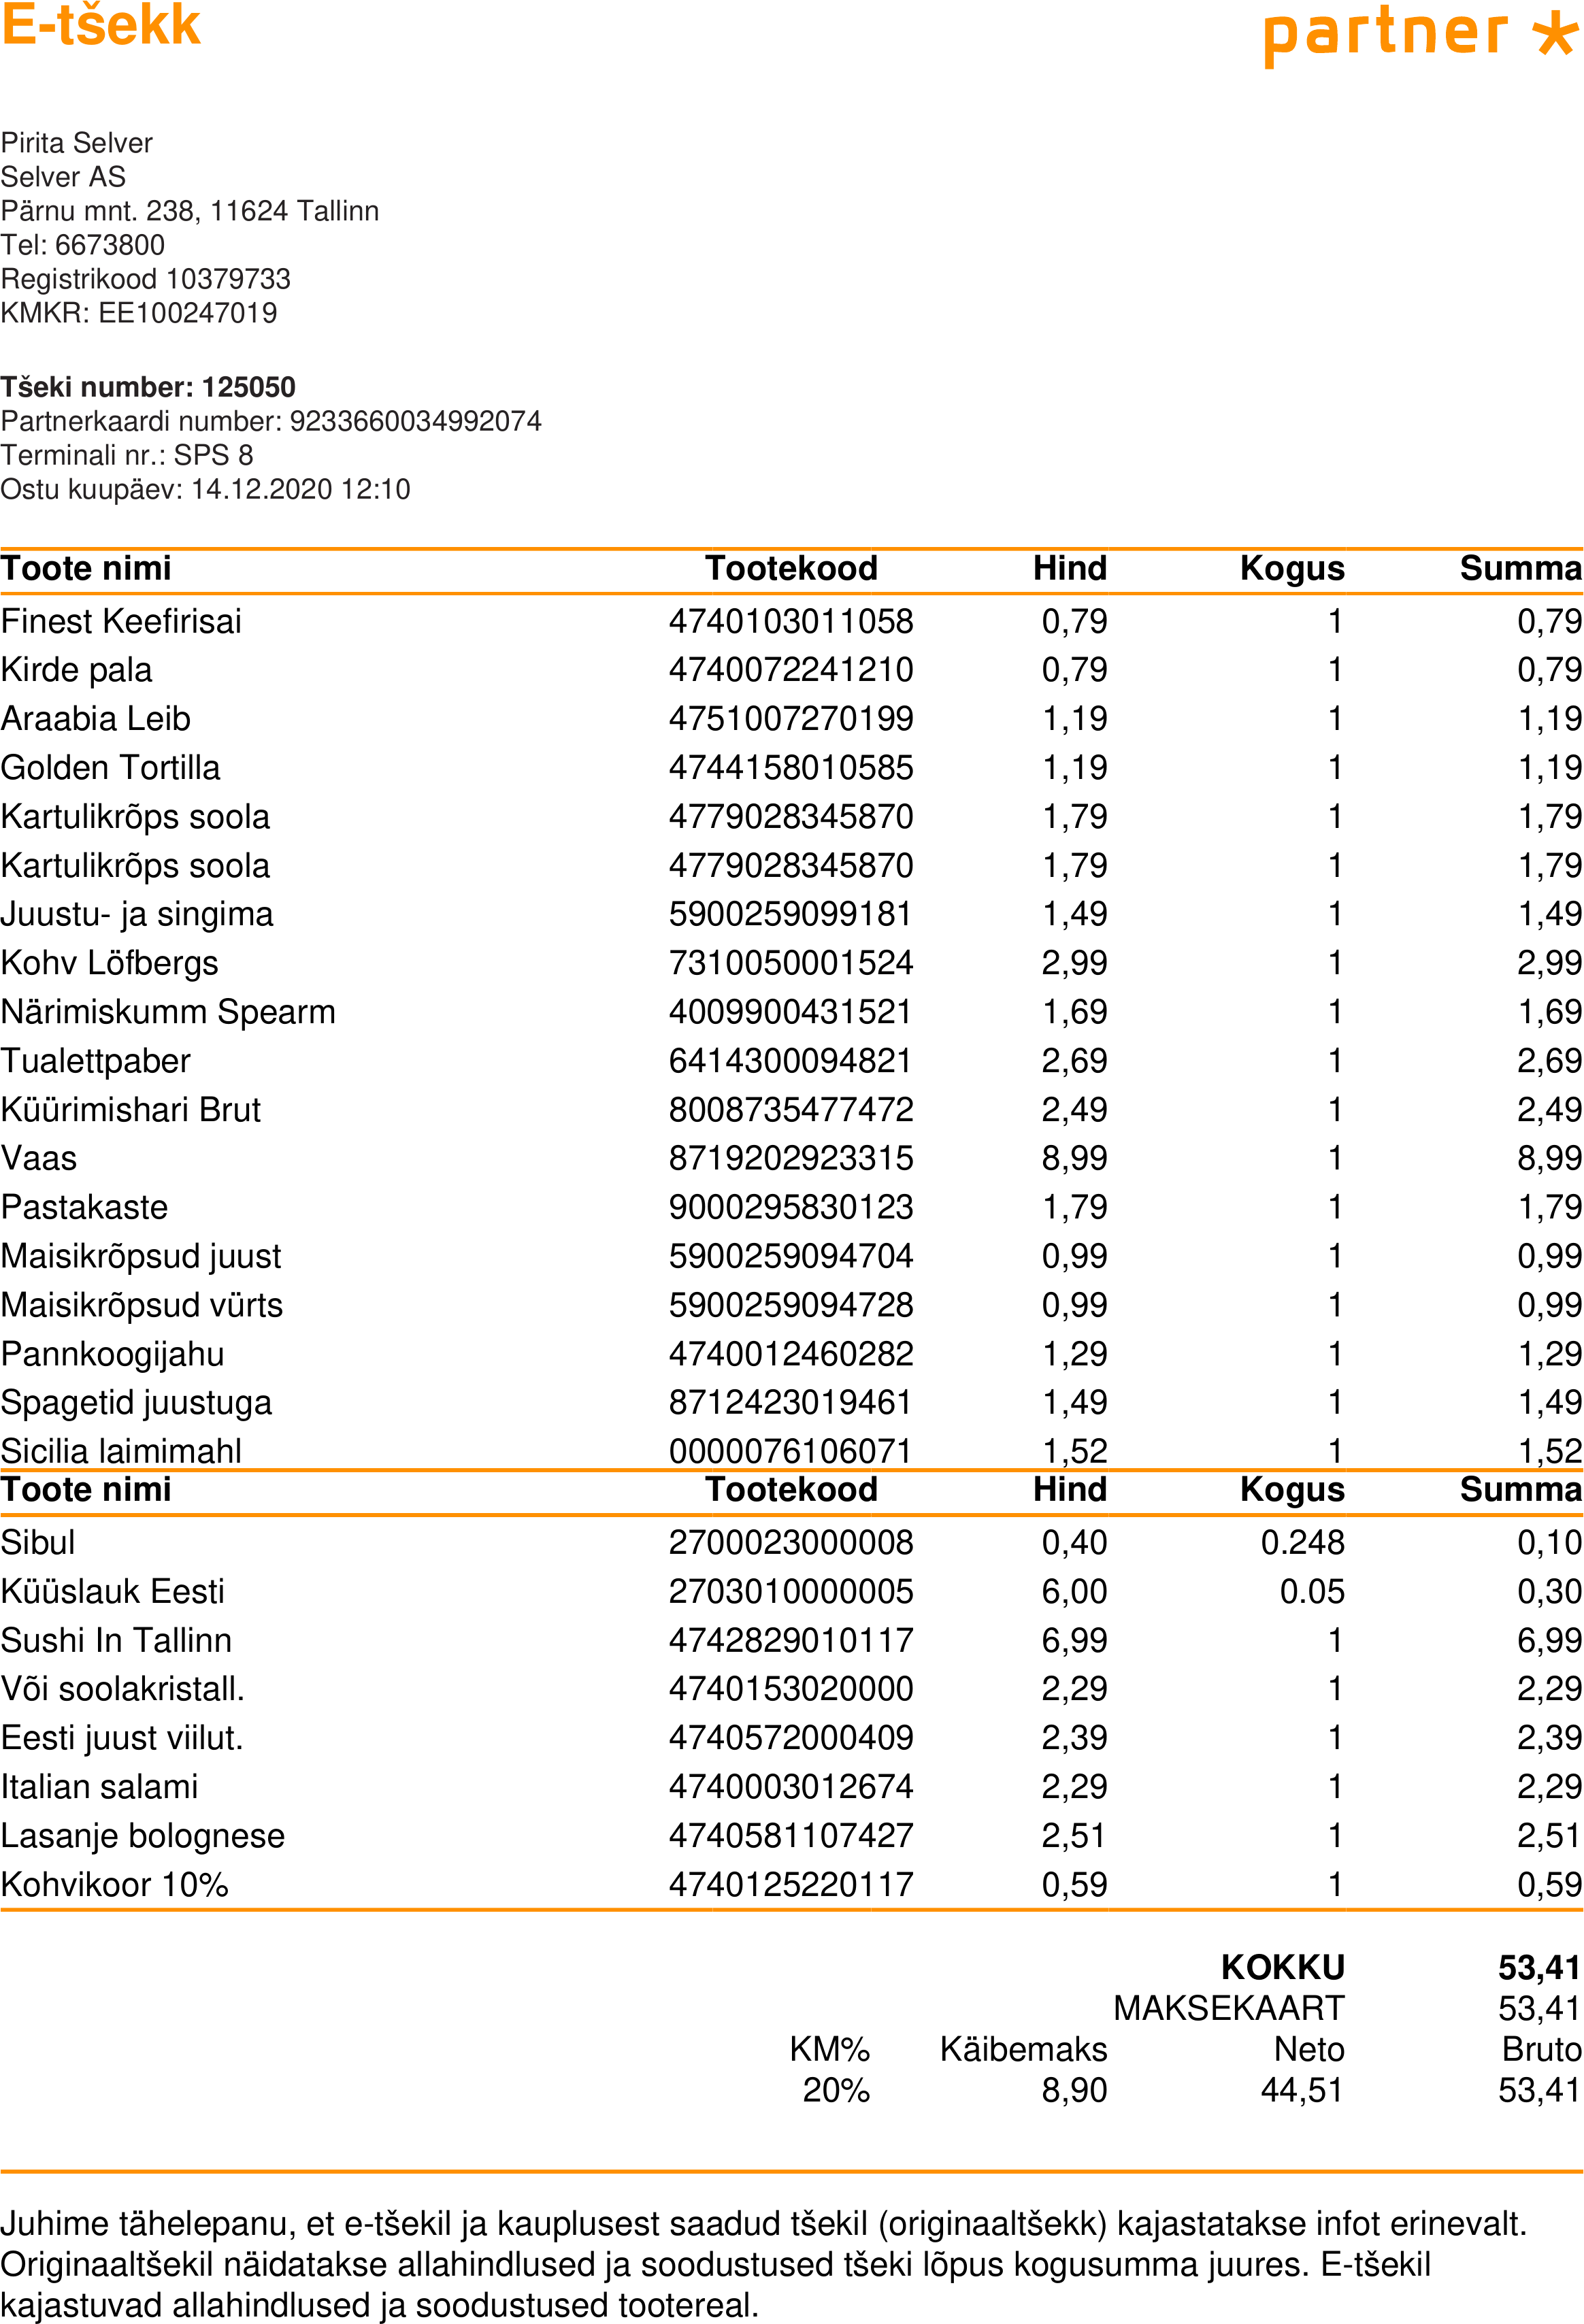 E-tšekk
partner *
Pirita Selver
Selver AS
Pärnu mnt. 238, 11624 Tallinn
Tel: 6673800
Registrikood 10379733
KMKR: EE100247019
Tšeki number: 125050
Partnerkaardi number: 9233660034992074
Terminali nr.: SPS 8
Ostu kuupäev: 14.12.2020 12:10
Toote nimi Tootekood Hind Kogus Summa
Finest Keefirisai 4740103011058 0,79 1 0,79
Kirde pala 4740072241210 0,79 1 0,79
Araabia Leib 4751007270199 1,19 1 1,19
Golden Tortilla 4744158010585 1,19 1 1,19
Kartulikrõps soola 4779028345870 1,79 1 1,79
Kartulikrõps soola 4779028345870 1,79 1 1,79
Juustu- ja singima 5900259099181 1,49 1 1,49
Kohv Löfbergs 7310050001524 2,99 1 2,99
Närimiskumm Spearm 4009900431521 1,69 1 1,69
Tualettpaber 6414300094821 2,69 1 2,69
Küürimishari Brut 8008735477472 2,49 1 2,49
Vaas 8719202923315 8,99 1 8,99
Pastakaste 9000295830123 1,79 1 1,79
Maisikrõpsud juust 5900259094704 0,99 1 0,99
Maisikrõpsud vürts 5900259094728 0,99 1 0,99
Pannkoogijahu 4740012460282 1,29 1 1,29
Spagetid juustuga 8712423019461 1,49 1 1,49
Sicilia laimimahl 0000076106071 1,52 1 1,52
Toote nimi Tootekood Hind Kogus Summa
Sibul 2700023000008 0,40 0.248 0,10
Küüslauk Eesti 2703010000005 6,00 0.05 0,30
Sushi In Tallinn 4742829010117 6,99 1 6,99
Või soolakristall. 4740153020000 2,29 1 2,29
Eesti juust viilut. 4740572000409 2,39 1 2,39
Italian salami 4740003012674 2,29 1 2,29
Lasanje bolognese 4740581107427 2,51 1 2,51
Kohvikoor 10% 4740125220117 0,59 1 0,59
KOKKU 53,41
MAKSEKAART 53,41
KM% Käibemaks Neto Bruto
20% 8,90 44,51 53,41
Juhime tähelepanu, et e-tšekil ja kauplusest saadud tšekil (originaaltšekk) kajastatakse infot erinevalt.
Originaaltšekil näidatakse allahindlused ja soodustused tšeki lõpus kogusumma juures. E-tšekil
kajastuvad allahindlused ja soodustused tootereal.